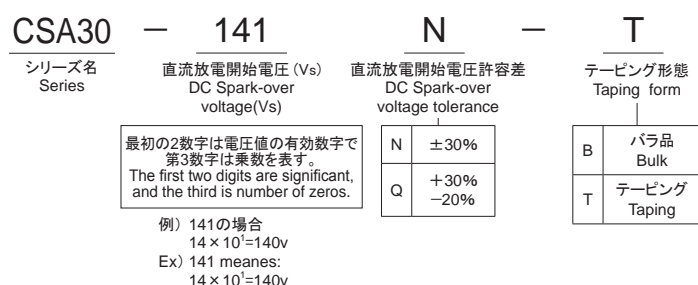 CSA30 － 141 N － T
シリーズ名
Series
直流放電開始電圧（Vs）
DC Spark-over
voltage(Vs)
直流放電開始電圧許容差
DC Spark-over
voltage tolerance
テーピング形態
Taping form
最初の2数字は電圧値の有効数字で
第3数字は乗数を表す。
The first two digits are significant,
and the third is number of zeros.
N ±30%
Q ＋30%
－20%
B バラ品
Bulk
T テーピング
Taping
例）141の場合
14×10¹=140v
Ex）141 meanes:
14×10¹=140v